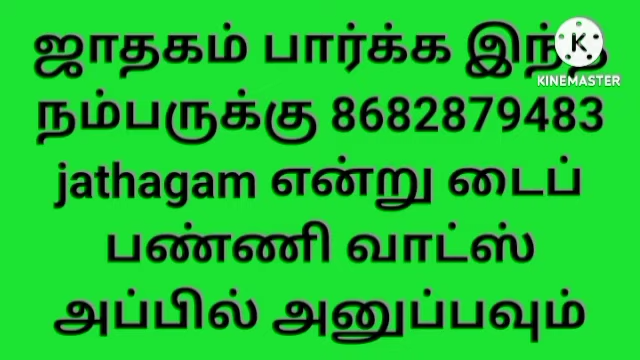 ஜாதகம் பார்க்க இந்த
நம்பருக்கு 8682879483
jathagam என்று டைப்
பண்ணி வாட்ஸ்
அப்பில் அனுப்பவும்
K
KINEMASTER